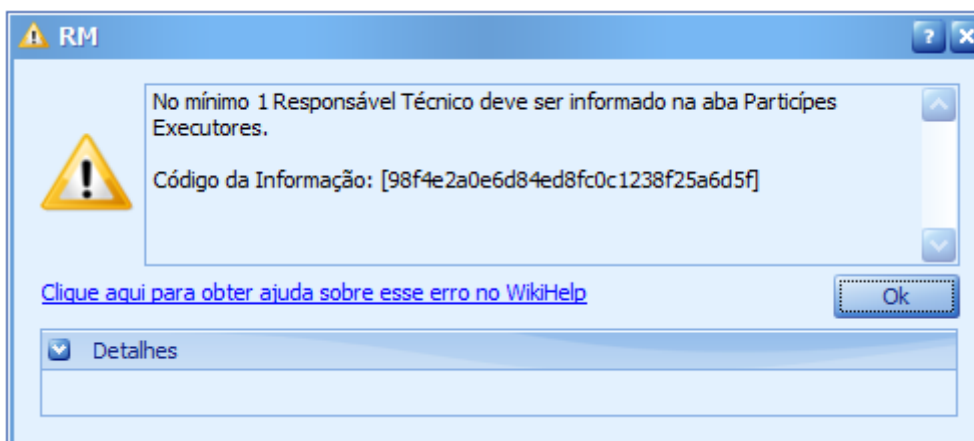 RM
No mínimo 1 Responsável Técnico deve ser informado na aba Partícipes
Executores.
Código da Informação: [98f4e2a0e6d84ed8fc0c1238f25a6d5f]
Clique aqui para obter ajuda sobre esse erro no WikiHelp
Ok
Detalhes